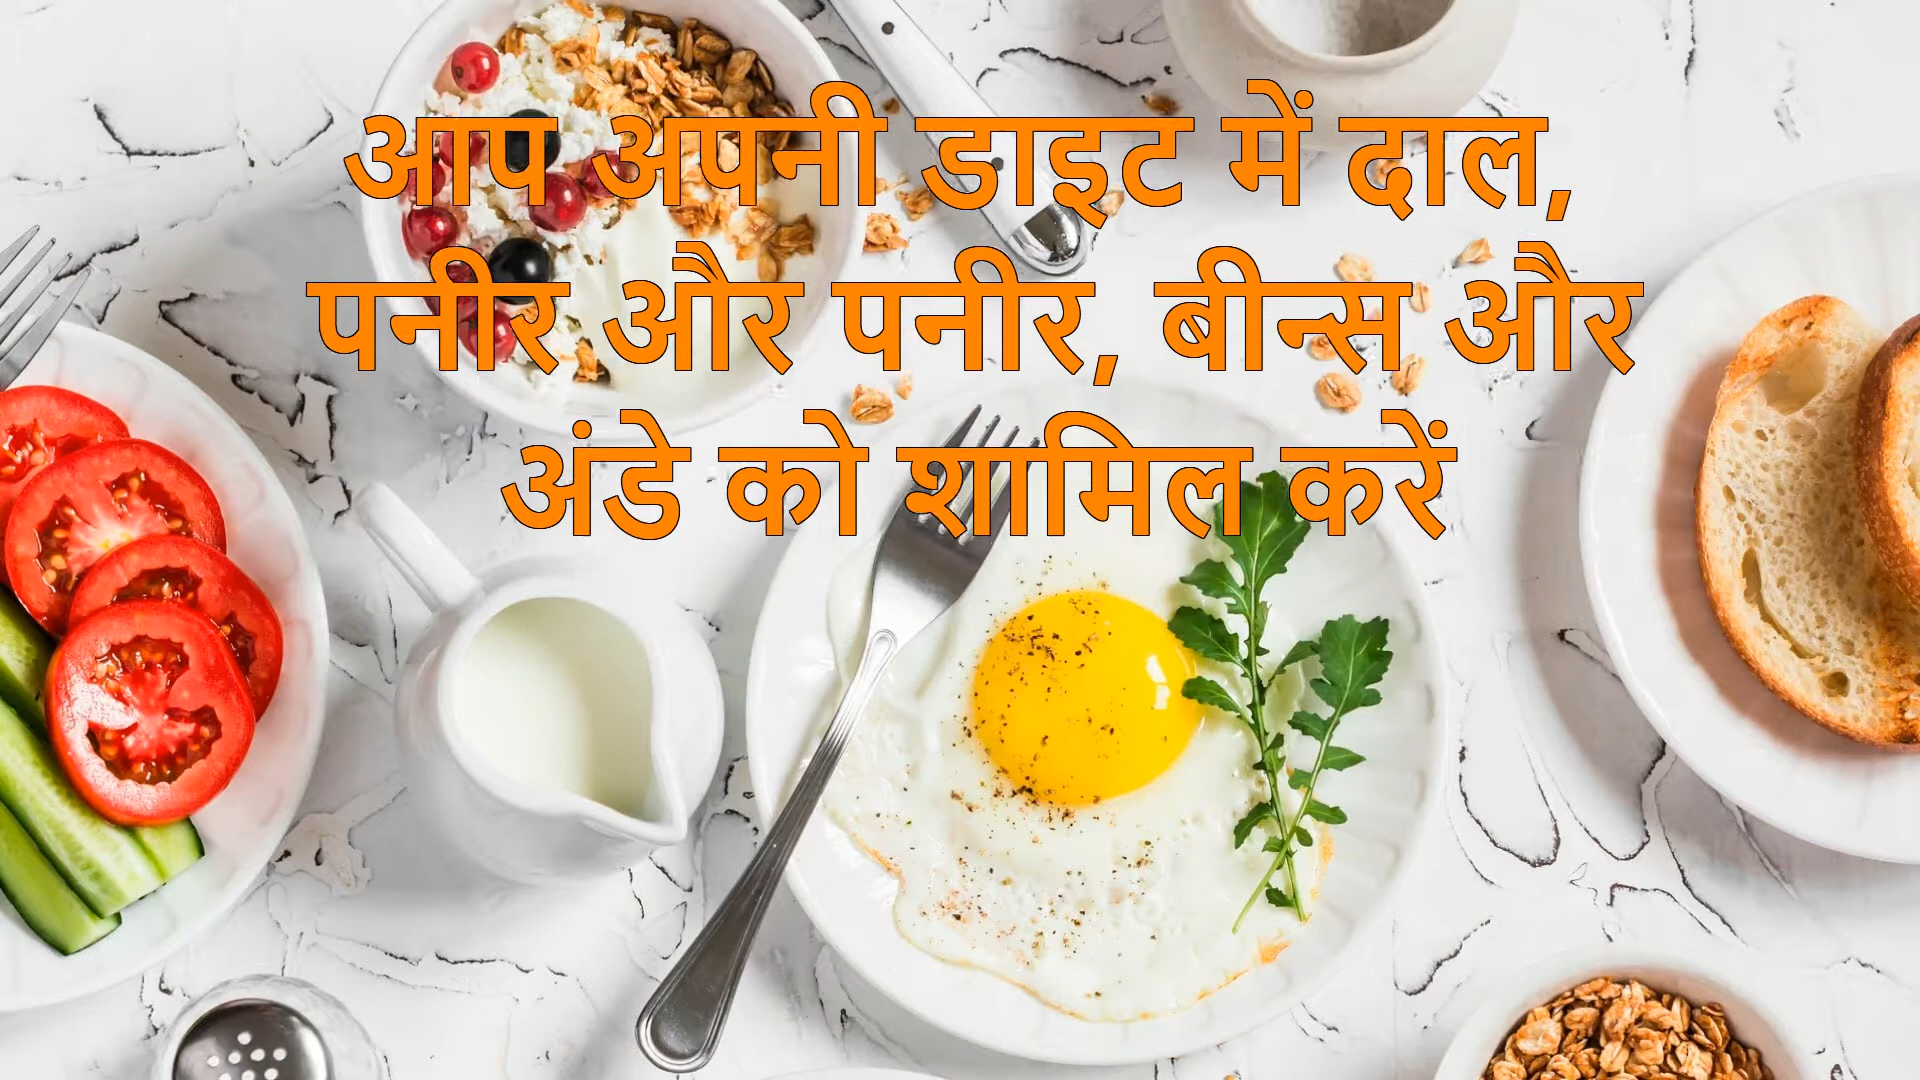 आप अपनी डाइट में दाल,
पनीर और पनीर, बीन्स और
अंडे को शामिल करें